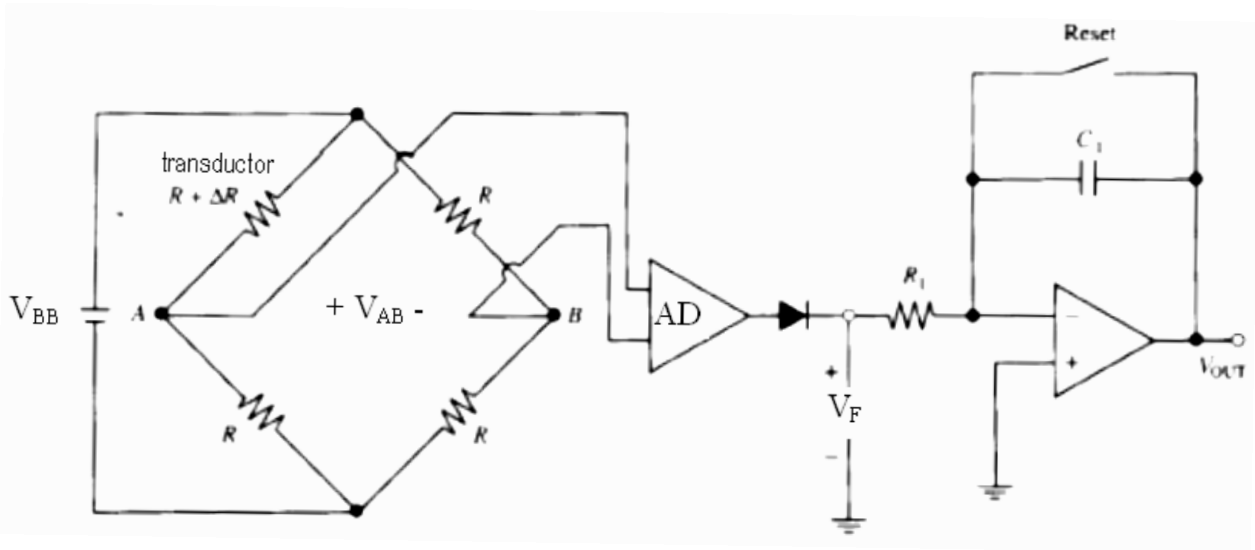 Reset
C1
transductor
R + ΔR
R
R1
VBB
A
+ VAB -
B
AD
−
+
VOUT
+
VF
−
R
R